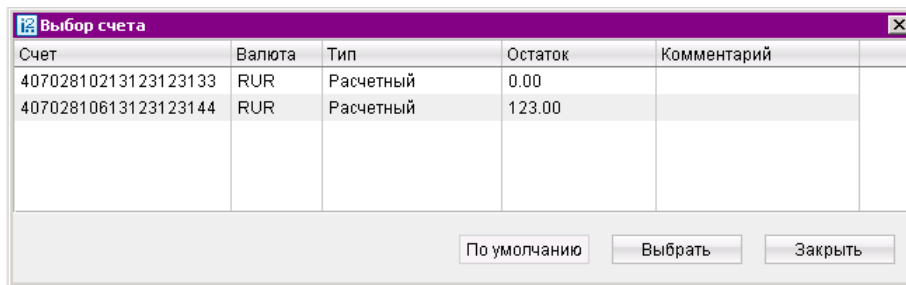 Выбор счета
Счет Валюта Тип Остаток Комментарий
40702810213123123133 RUR Расчетный 0.00
40702810613123123144 RUR Расчетный 123.00
По умолчанию Выбрать Закрыть